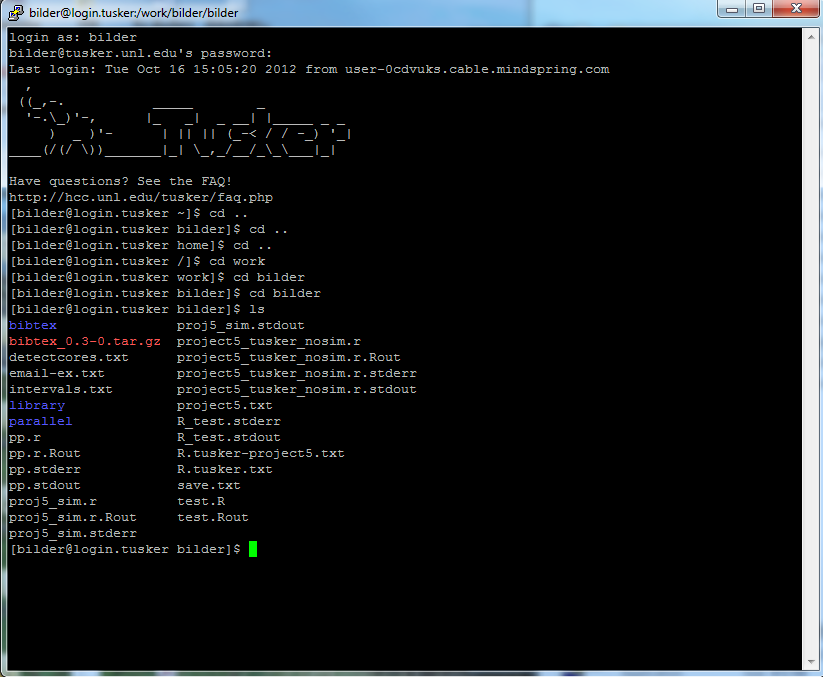 bilder@login.tusker:/work/bilder/bilder
login as: bilder
bilder@tusker.unl.edu's password:
Last login: Tue Oct 16 15:05:20 2012 from user-0cdvuks.cable.mindspring.com
Tusker
Have questions? See the FAQ!
http://hcc.unl.edu/tusker/faq.php
[bilder@login.tusker ~]$ cd ..
[bilder@login.tusker bilder]$ cd ..
[bilder@login.tusker home]$ cd ..
[bilder@login.tusker /]$ cd work
[bilder@login.tusker work]$ cd bilder
[bilder@login.tusker bilder]$ cd bilder
[bilder@login.tusker bilder]$ ls
bibtex proj5_sim.stdout
bibtex_0.3-0.tar.gz project5_tusker_nosim.r
detectcores.txt project5_tusker_nosim.r.Rout
email-ex.txt project5_tusker_nosim.r.stderr
intervals.txt project5_tusker_nosim.r.stdout
library project5.txt
parallel R_test.stderr
pp.r R_test.stdout
pp.r.Rout R.tusker-project5.txt
pp.stderr R.tusker.txt
pp.stdout save.txt
proj5_sim.r test.R
proj5_sim.r.Rout test.Rout
proj5_sim.stderr
[bilder@login.tusker bilder]$